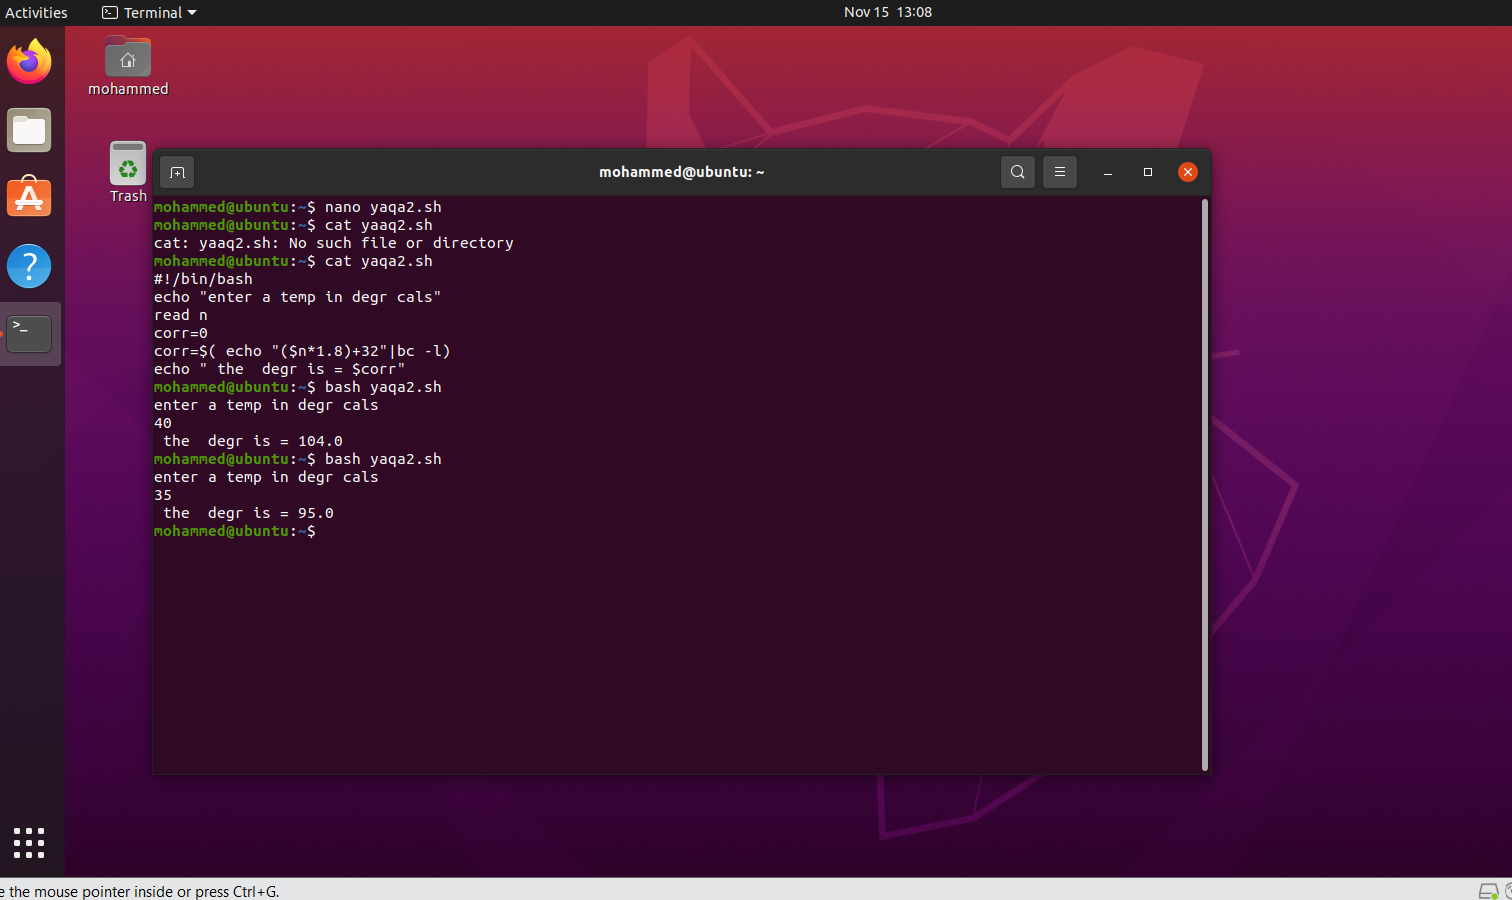 Activities
Terminal
Nov 15 13:08
mohammed
Trash
mohammed@ubuntu: ~
mohammed@ubuntu:~$ nano yaqa2.sh
mohammed@ubuntu:~$ cat yaaq2.sh
cat: yaaq2.sh: No such file or directory
mohammed@ubuntu:~$ cat yaqa2.sh
#!/bin/bash
echo "enter a temp in degr cals"
read n
corr=0
corr=$( echo "($n*1.8)+32"|bc -l)
echo " the  degr is = $corr"
mohammed@ubuntu:~$ bash yaqa2.sh
enter a temp in degr cals
40
 the  degr is = 104.0
mohammed@ubuntu:~$ bash yaqa2.sh
enter a temp in degr cals
35
 the  degr is = 95.0
mohammed@ubuntu:~$
e the mouse pointer inside or press Ctrl+G.